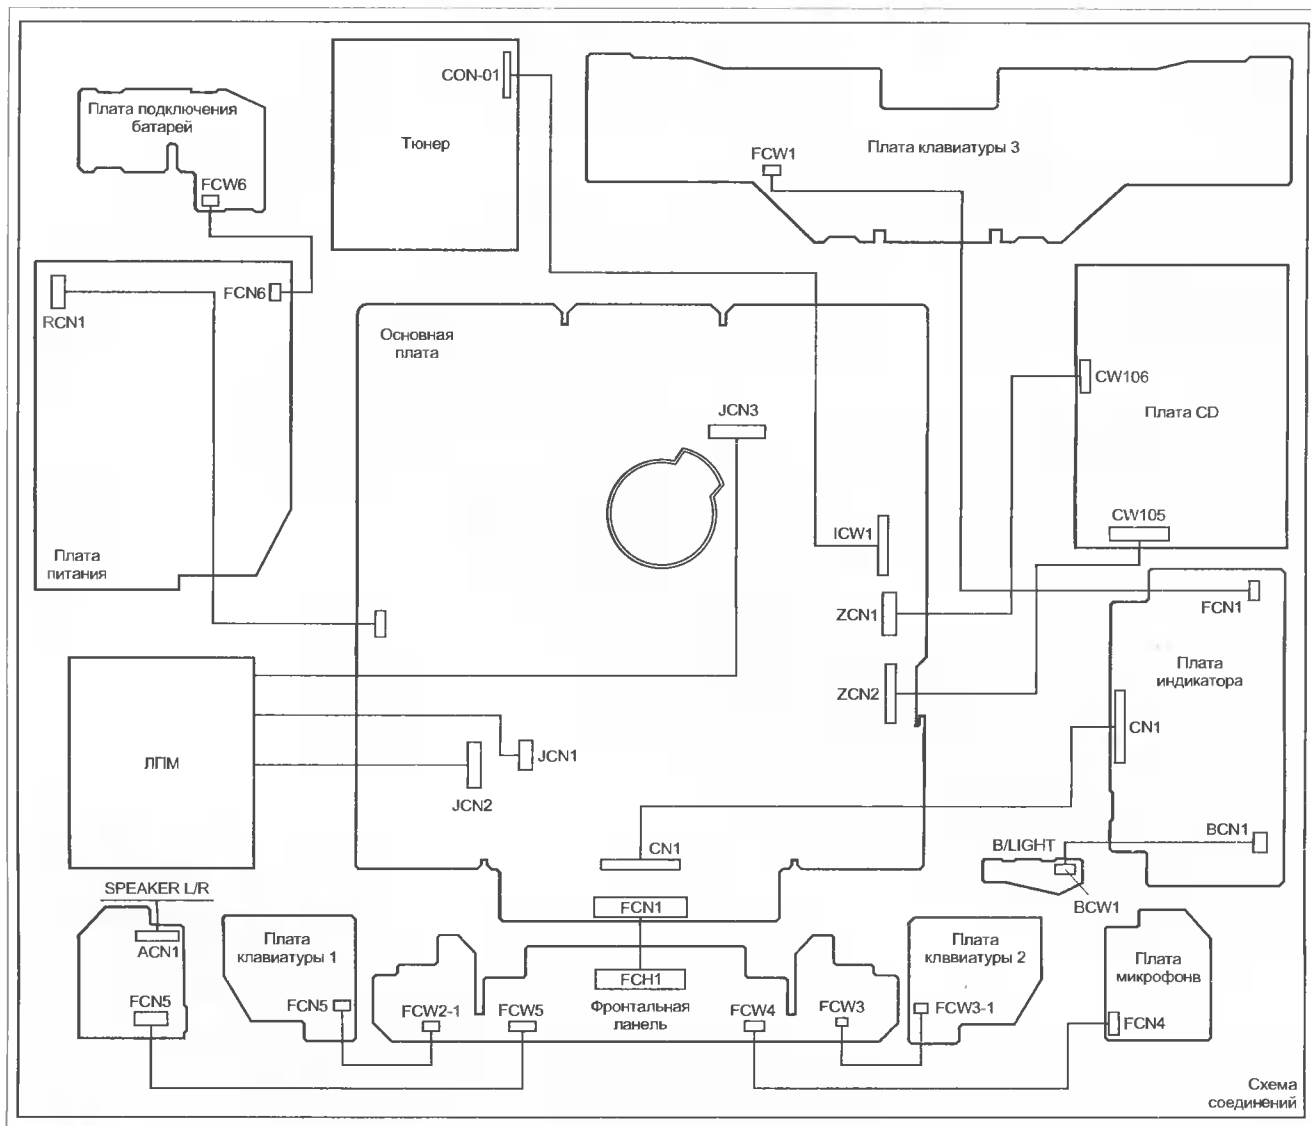 CON-01
Плата подключения
батарей
Тюнер
FCW1
Плата клавиатуры 3
FCW6
RCN1
FCN6
Основная
плата
CW106
Плата CD
JCN3
CW105
ICW1
Плата
питания
ZCN1
FCN1
Плата
индикатора
ZCN2
CN1
ЛПМ
JCN1
JCN2
CN1
B/LIGHT
BCN1
BCW1
SPEAKER L/R
ACN1
FCN5
Плата
клавиатуры 1
FCN5
FCN1
FCH1
Фронтальная
ланель
FCW2-1
FCW5
FCW4
FCW3
Плата
клввиатуры 2
FCW3-1
Плата
микрофонв
FCN4
Схема
соединений